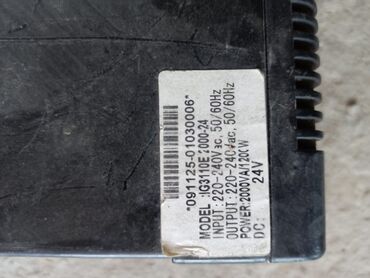 *091125-01030006*
MODEL :IG3110E 2000-24
INPUT: 220-240Vac, 50/60Hz
OUTPUT: 220-240Vac, 50/60Hz
POWER:2000VA/1200W
DC: 24V